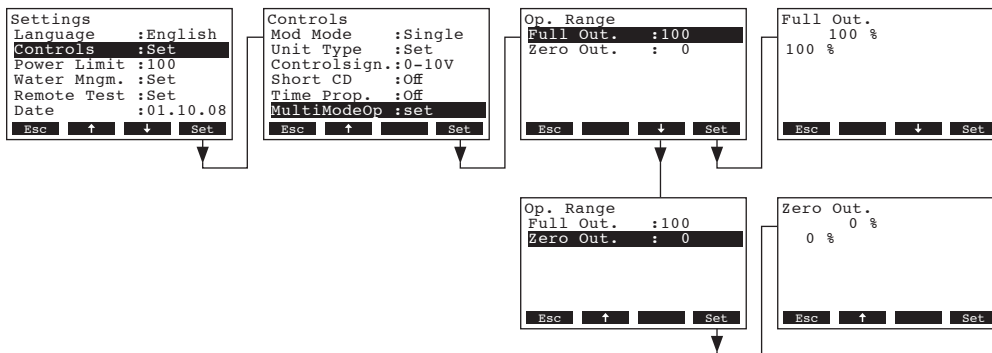 Settings
Language :English
Controls :Set
Power Limit :100
Water Mngm. :Set
Remote Test :Set
Date :01.10.08
Esc ↑ ↓ Set
Controls
Mod Mode :Single
Unit Type :Set
Controlsign.:0-10V
Short CD :Off
Time Prop. :Off
MultiModeOp :set
Esc ↑ Set
Op. Range
Full Out. :100
Zero Out. : 0
Esc ↓ Set
Full Out.
100 %
100 %
Esc ↓ Set
Op. Range
Full Out. :100
Zero Out. : 0
Esc ↑ Set
Zero Out.
0 %
0 %
Esc ↑ Set